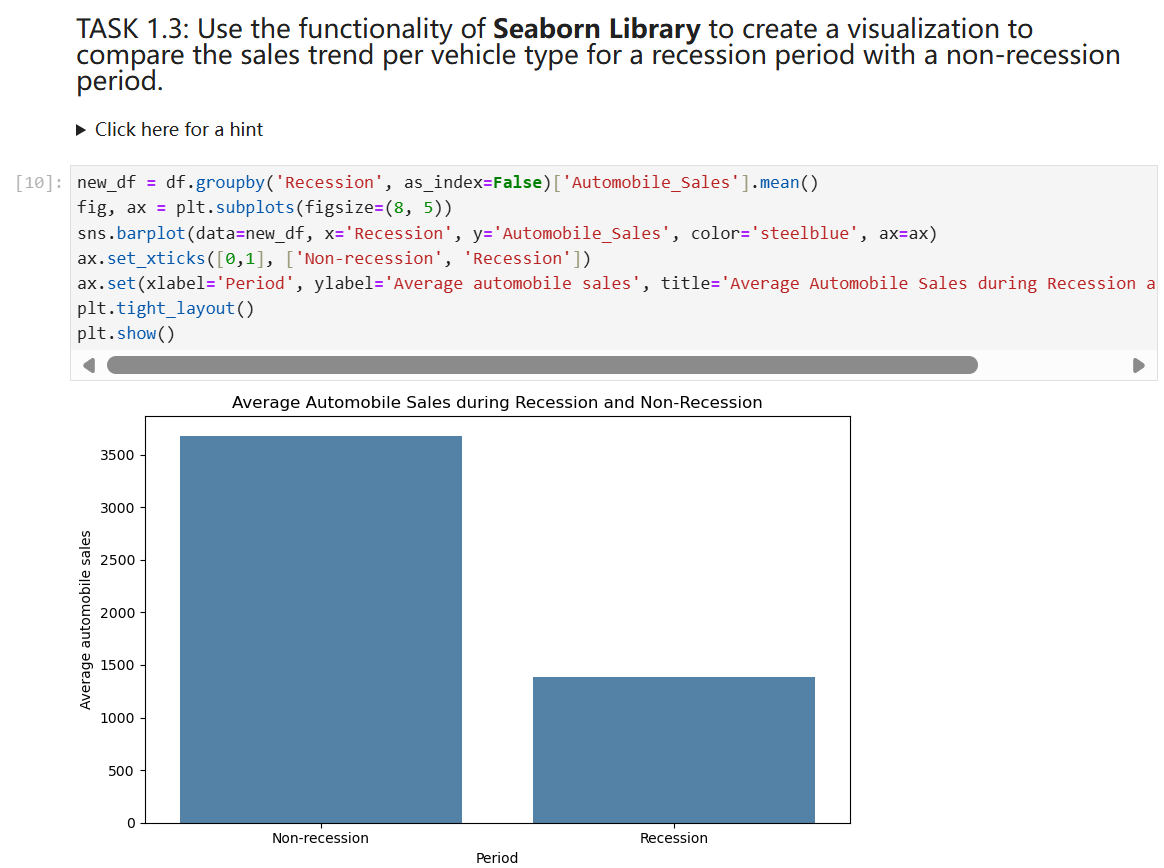 TASK 1.3: Use the functionality of Seaborn Library to create a visualization to
compare the sales trend per vehicle type for a recession period with a non-recession
period.
Click here for a hint
[10]:
new_df = df.groupby('Recession', as_index=False)['Automobile_Sales'].mean()
fig, ax = plt.subplots(figsize=(8, 5))
sns.barplot(data=new_df, x='Recession', y='Automobile_Sales', color='steelblue', ax=ax)
ax.set_xticks([0,1], ['Non-recession', 'Recession'])
ax.set(xlabel='Period', ylabel='Average automobile sales', title='Average Automobile Sales during Recession a
plt.tight_layout()
plt.show()
Average Automobile Sales during Recession and Non-Recession
Average automobile sales
3500
3000
2500
2000
1500
1000
500
0
Non-recession
Recession
Period